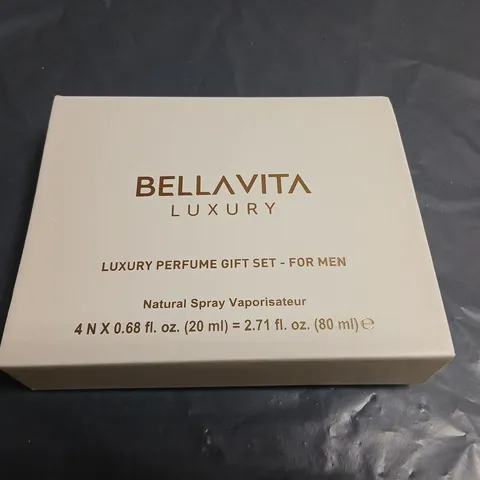 BELLAVITA
LUXURY
LUXURY PERFUME GIFT SET - FOR MEN
Natural Spray Vaporisateur
4 N X 0.68 fl. oz. (20 ml) = 2.71 fl. oz. (80 ml) ℮